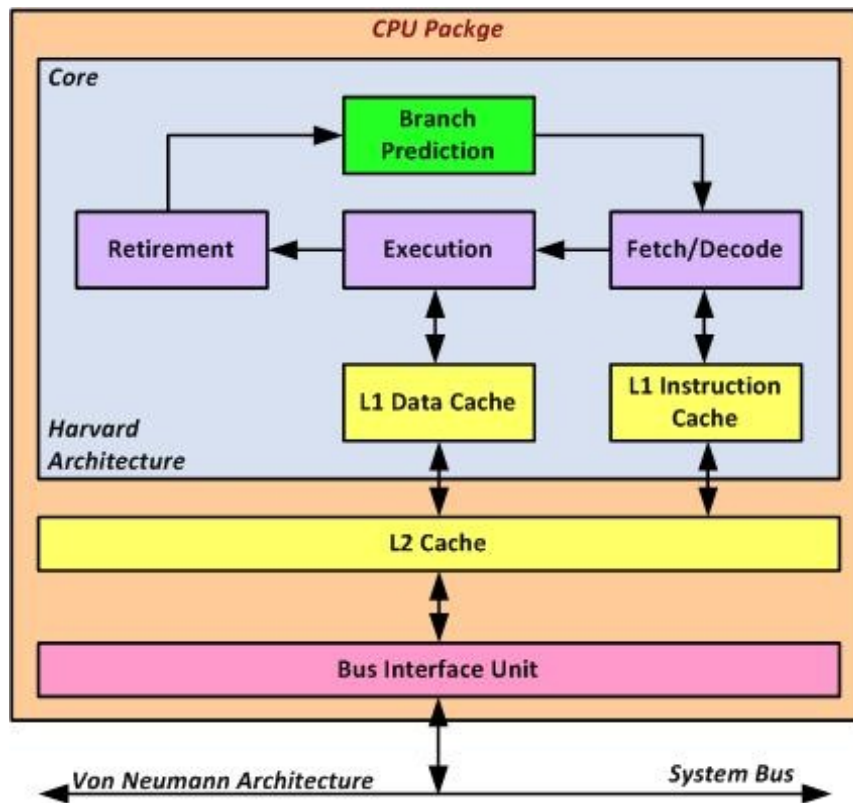 CPU Packge
Core
Branch
Prediction
Retirement
Execution
Fetch/Decode
L1 Data Cache
L1 Instruction
Cache
Harvard
Architecture
L2 Cache
Bus Interface Unit
Von Neumann Architecture
System Bus